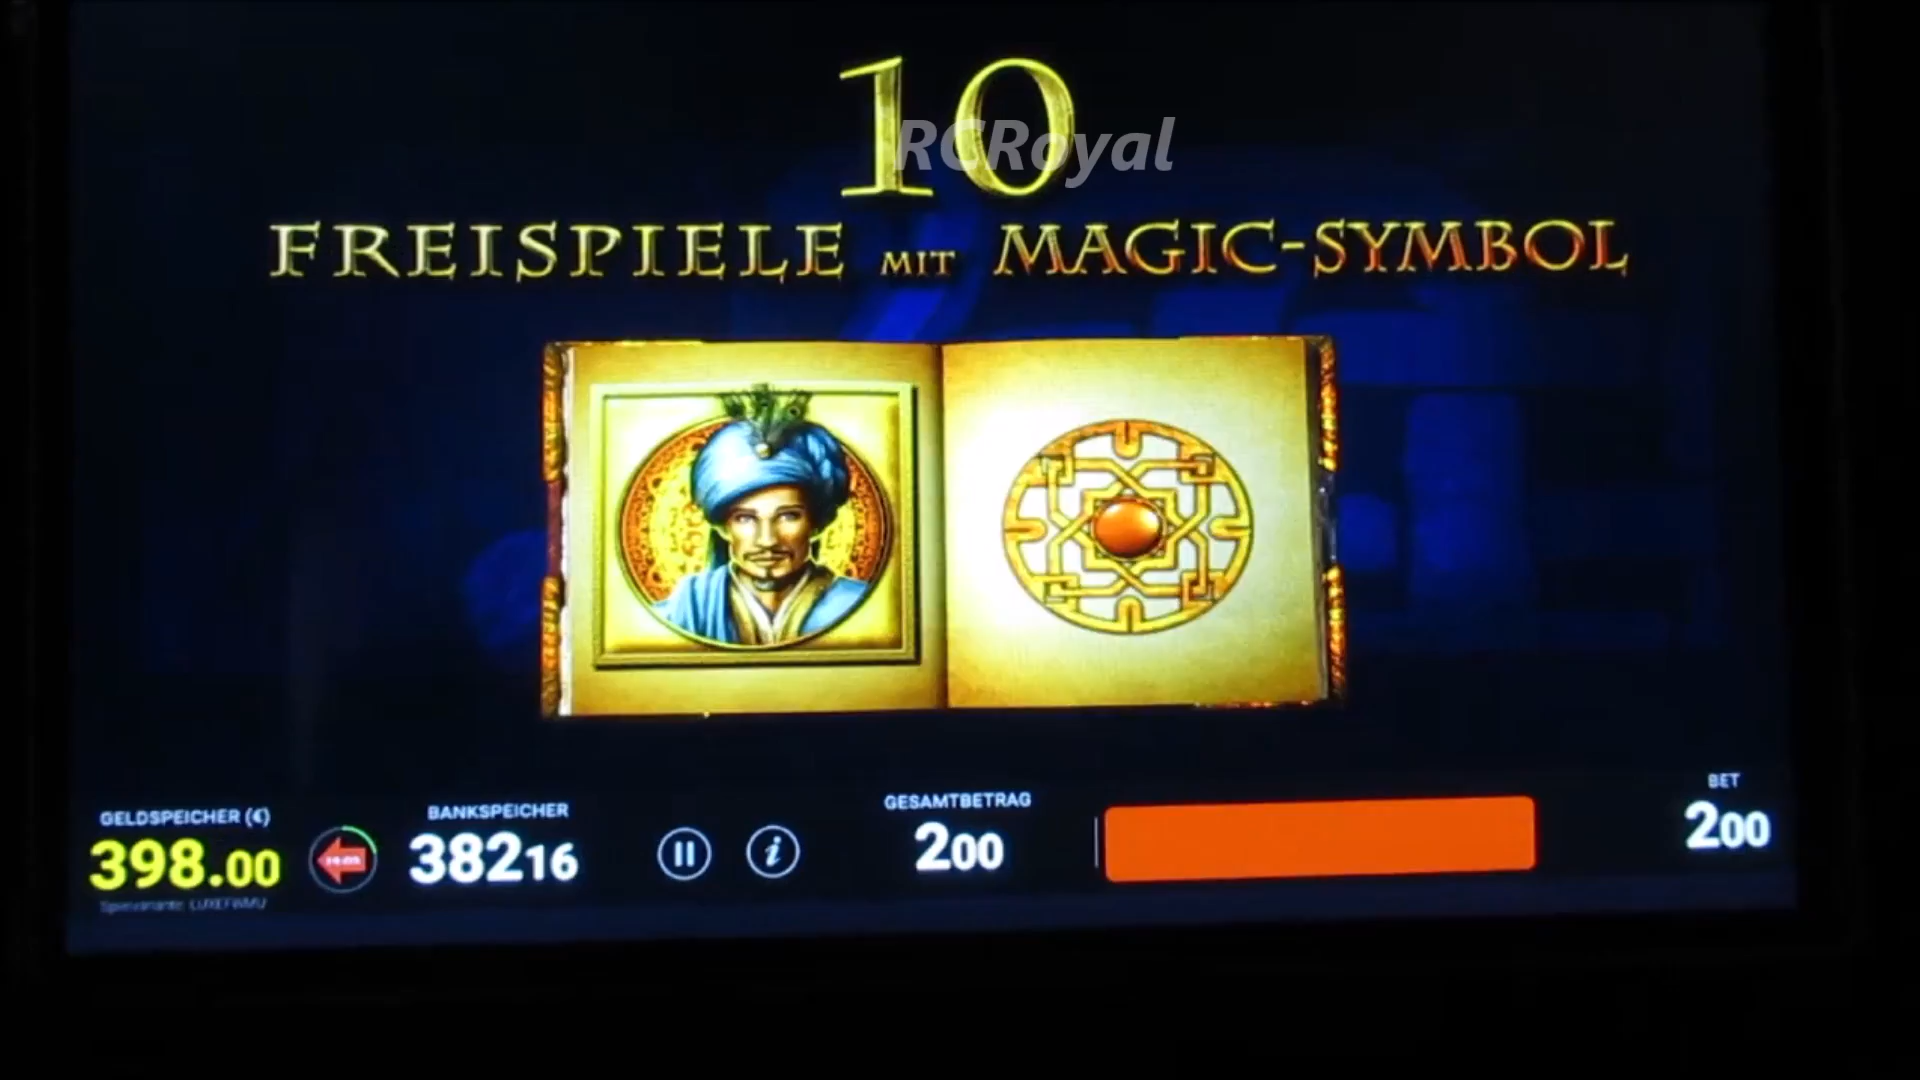 10
RCRoyal
FREISPIELE MIT MAGIC-SYMBOL
GELDSPEICHER (€)
398.00
BANKSPEICHER
38216
i
GESAMTBETRAG
200
BET
200